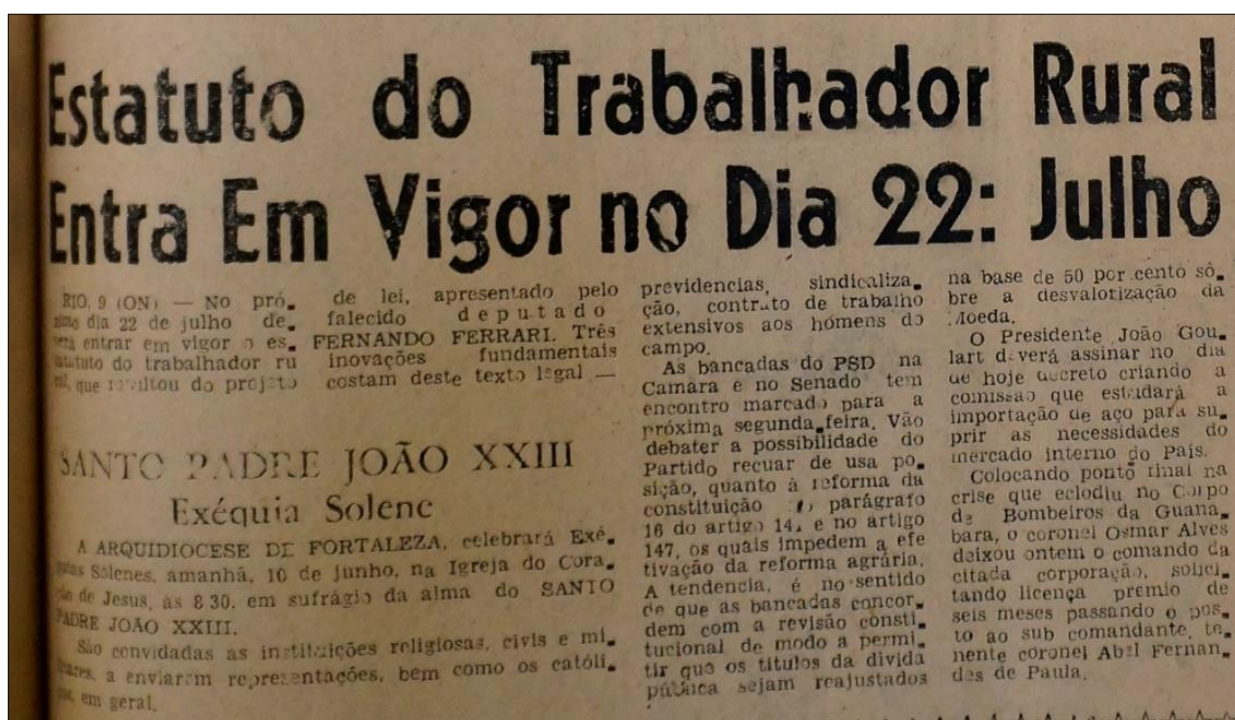 Estatuto do Trabalhador Rural
Entra Em Vigor no Dia 22: Julho
RIO, 9 (ON) — No pró-
ximo dia 22 de julho de-
verá entrar em vigor o es-
tatuto do trabalhador ru
ral, que resultou do projeto
de lei, apresentado pelo
falecido deputado
FERNANDO FERRARI. Três
inovações fundamentais
costam deste texto legal —
previdencias, sindicaliza-
ção, contrato de trabalho
extensivos aos hómens do
campo.
As bancadas do PSD na
Camara e no Senado tem
encontro marcado para a
próxima segunda-feira. Vão
debater a possibilidade do
Partido recuar de usa po-
sição, quanto à reforma da
constituição parágrafo
16 do artigo e no artigo
147, os quais impedem a efe
tivação da reforma agrária.
A tendencia, é no sentido
de que as bancadas concor-
dem com a revisão consti-
tucional de modo a permi-
tir que os titulos da divida
pública sejam reajustados
na base de 50 por cento sô-
bre a desvalorização da
Moeda.
O Presidente João Gou-
lart deverá assinar no dia
de hoje decreto criando a
comissão que estudará a
importação de aço para su-
prir as necessidades do
mercado interno do País.
Colocando ponto final na
crise que eclodiu no Corpo
de Bombeiros da Guana-
bara, o coronel Osmar Alves
deixou ontem o comando da
citada corporação, solici-
tando licença premio de
seis meses passando o pos-
to ao sub comandante, te-
nente coronel Abil Fernan-
des de Paula.
SANTO PADRE JOÃO XXIII
Exéquia Solene
A ARQUIDIOCESE DE FORTALEZA, celebrará Exé-
quias Solenes, amanhã, 10 de junho, na Igreja do Cora-
ção de Jesus, às 8 30, em sufrágio da alma do SANTO
PADRE JOÃO XXIII.
São convidadas as instituições religiosas, civis e mi-
litares, a enviarem representações, bem como os católi-
cos, em geral.